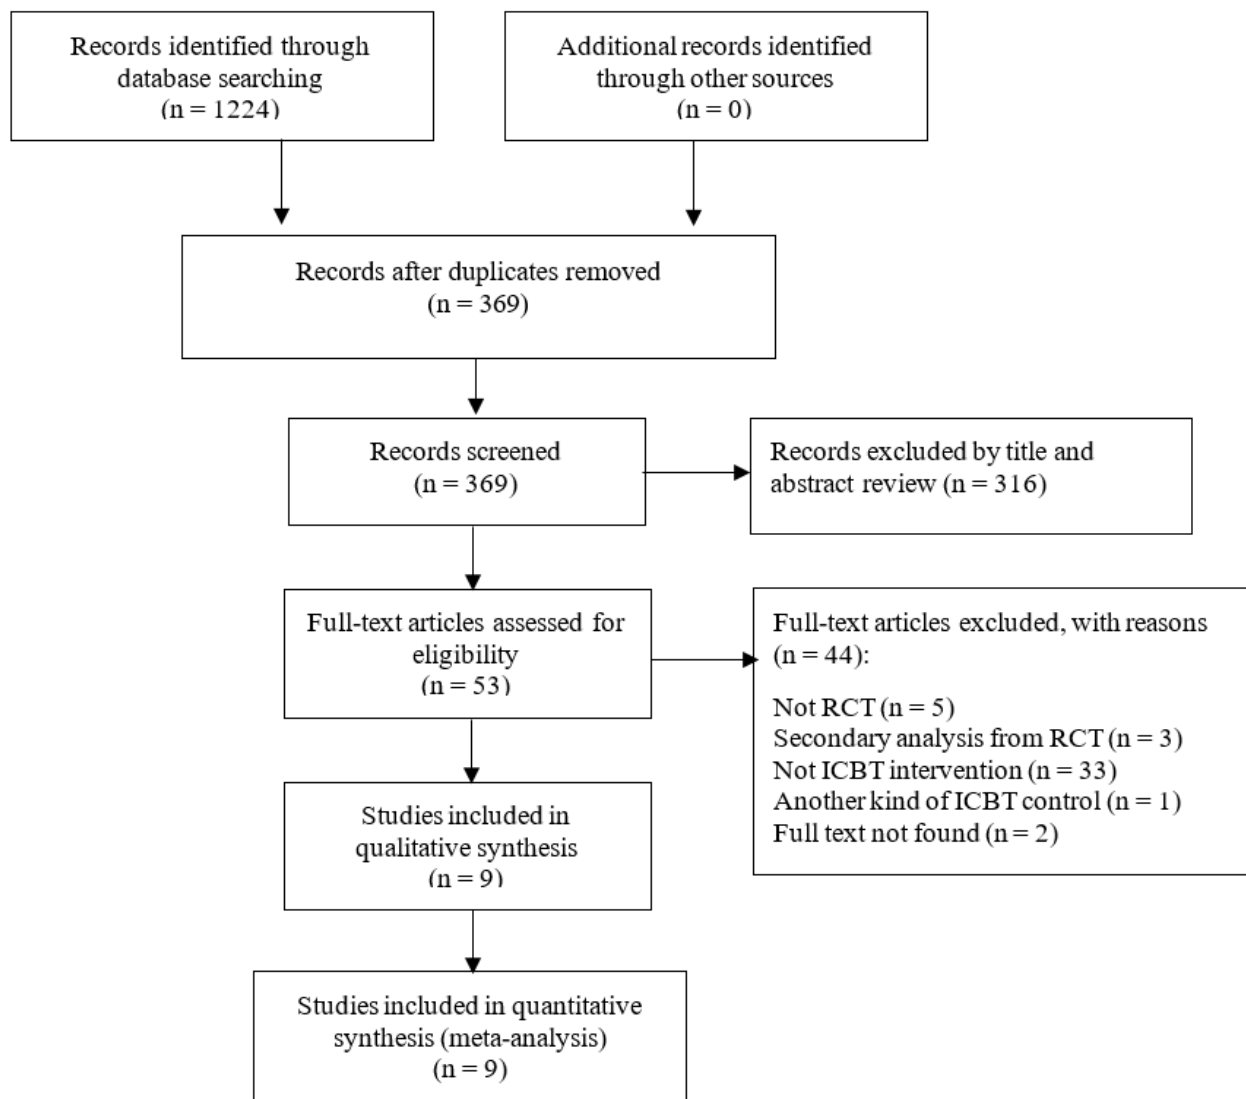 Records identified through
database searching
(n = 1224)
Additional records identified
through other sources
(n = 0)
Records after duplicates removed
(n = 369)
Records screened
(n = 369)
Records excluded by title and
abstract review (n = 316)
Full-text articles assessed for
eligibility
(n = 53)
Full-text articles excluded, with reasons
(n = 44):
Not RCT (n = 5)
Secondary analysis from RCT (n = 3)
Not ICBT intervention (n = 33)
Another kind of ICBT control (n = 1)
Full text not found (n = 2)
Studies included in
qualitative synthesis
(n = 9)
Studies included in quantitative
synthesis (meta-analysis)
(n = 9)